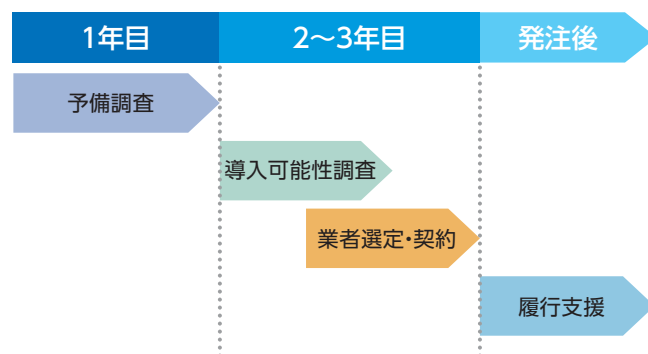 1年目
2〜3年目
発注後
予備調査
導入可能性調査
業者選定・契約
履行支援